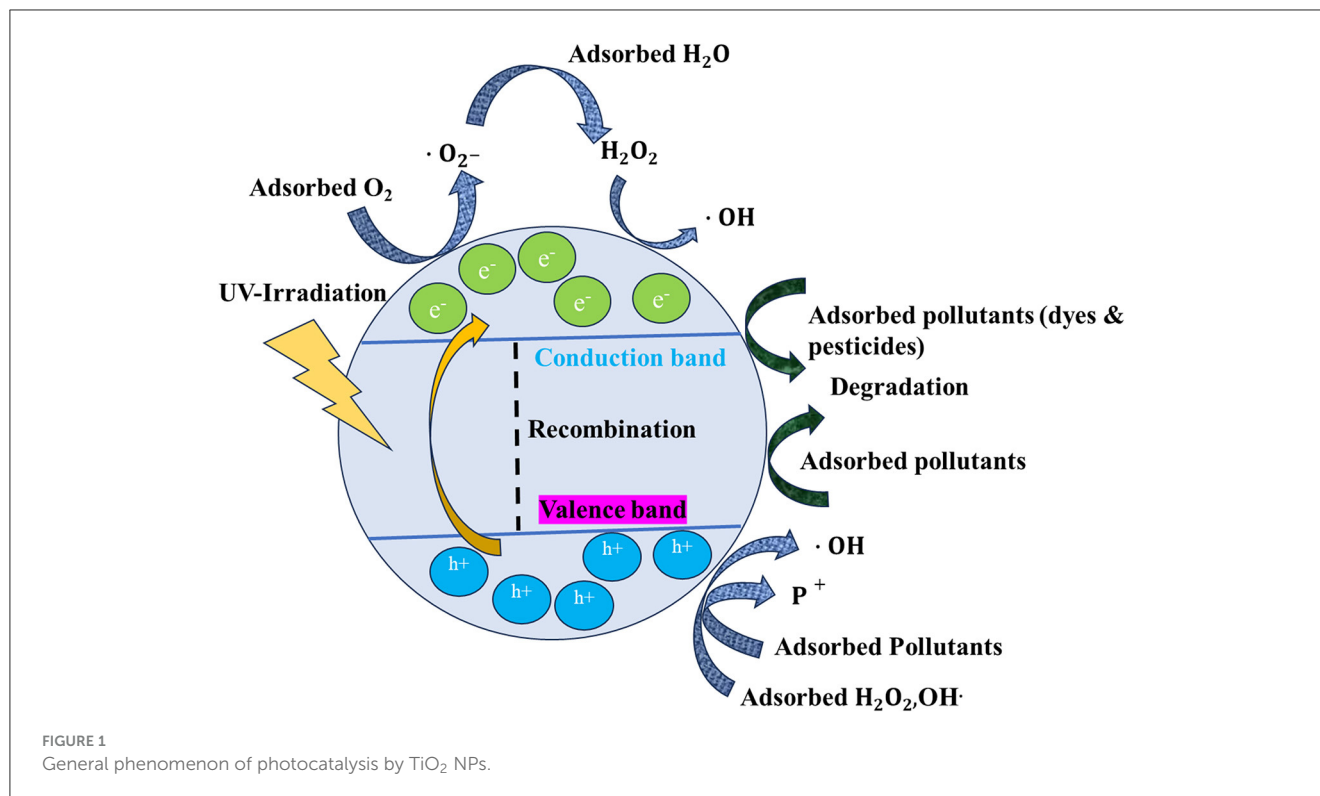 Adsorbed H₂O
· O₂−
H₂O₂
Adsorbed O₂
· OH
e⁻
e⁻
e⁻
e⁻
e⁻
UV-Irradiation
Adsorbed pollutants (dyes &
pesticides)
Conduction band
Degradation
Recombination
Adsorbed pollutants
Valence band
h+
h+
h+
h+
h+
· OH
P⁺
Adsorbed Pollutants
Adsorbed H₂O₂,OH·
FIGURE 1
General phenomenon of photocatalysis by TiO₂ NPs.